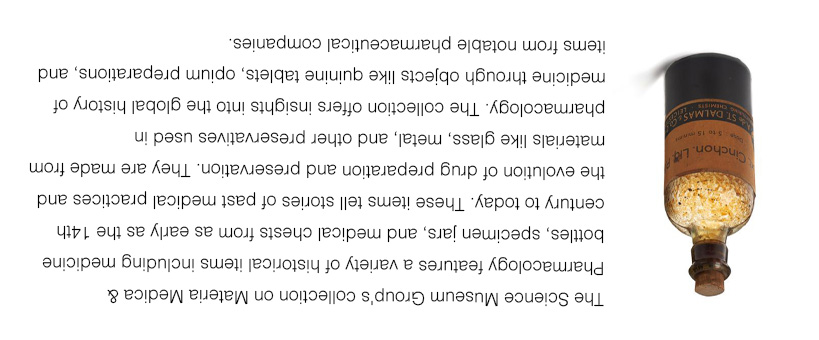 The Science Museum Group's collection on Materia Medica &
Pharmacology features a variety of historical items including medicine
bottles, specimen jars, and medical chests from as early as the 14th
century to today. These items tell stories of past medical practices and
the evolution of drug preparation and preservation. They are made from
materials like glass, metal, and other preservatives used in
pharmacology. The collection offers insights into the global history of
medicine through objects like quinine tablets, opium preparations, and
items from notable pharmaceutical companies.
Cinchon. Liq.
5 to 15 minims
ST. DALMAS & Co